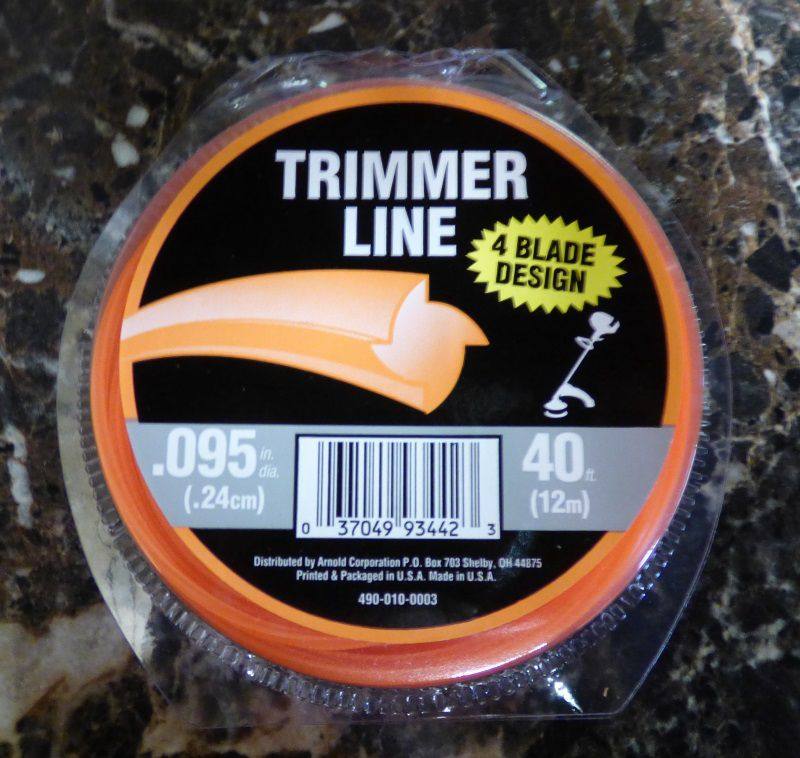 TRIMMER
LINE
4 BLADE
DESIGN
.095 in. dia.
(.24cm)
40 ft.
(12m)
0 37049 93442 3
Distributed by Arnold Corporation P.O. Box 703 Shelby, OH 44875
Printed & Packaged in U.S.A. Made in U.S.A.
490-010-0003